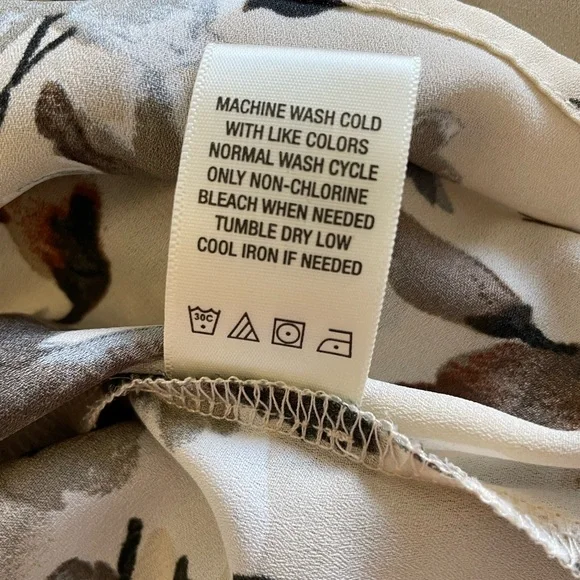 MACHINE WASH COLD
WITH LIKE COLORS
NORMAL WASH CYCLE
ONLY NON-CHLORINE
BLEACH WHEN NEEDED
TUMBLE DRY LOW
COOL IRON IF NEEDED
30C